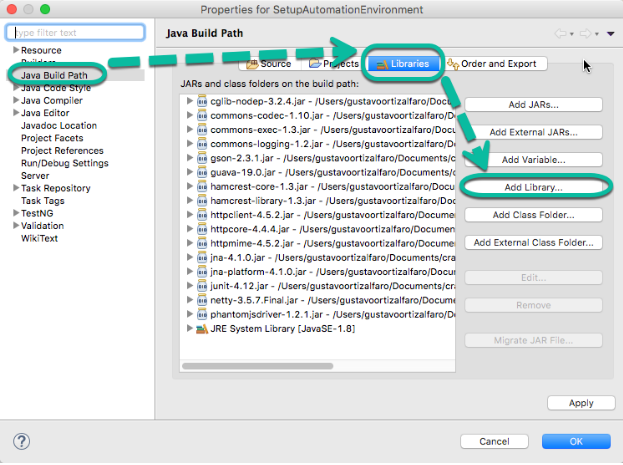 Properties for SetupAutomationEnvironment
type filter text
Resource
Builders
Java Build Path
Java Code Style
Java Compiler
Java Editor
Javadoc Location
Project Facets
Project References
Run/Debug Settings
Server
Task Repository
Task Tags
TestNG
Validation
WikiText
Java Build Path
Source
Projects
Libraries
Order and Export
JARs and class folders on the build path:
cglib-nodep-3.2.4.jar - /Users/gustavoortizalfaro/Docum
commons-codec-1.10.jar - /Users/gustavoortizalfaro/Do
commons-exec-1.3.jar - /Users/gustavoortizalfaro/Docu
commons-logging-1.2.jar - /Users/gustavoortizalfaro/Do
gson-2.3.1.jar - /Users/gustavoortizalfaro/Documents/cr
guava-19.0.jar - /Users/gustavoortizalfaro/Documents/c
hamcrest-core-1.3.jar - /Users/gustavoortizalfaro/Docu
hamcrest-library-1.3.jar - /Users/gustavoortizalfaro/Doc
httpclient-4.5.2.jar - /Users/gustavoortizalfaro/Docume
httpcore-4.4.4.jar - /Users/gustavoortizalfaro/Documen
httpmime-4.5.2.jar - /Users/gustavoortizalfaro/Docume
jna-4.1.0.jar - /Users/gustavoortizalfaro/Documents/cra
jna-platform-4.1.0.jar - /Users/gustavoortizalfaro/Docu
junit-4.12.jar - /Users/gustavoortizalfaro/Documents/cr
netty-3.5.7.Final.jar - /Users/gustavoortizalfaro/Docum
phantomjsdriver-1.2.1.jar - /Users/gustavoortizalfaro/Do
JRE System Library [JavaSE-1.8]
Add JARs...
Add External JARs...
Add Variable...
Add Library...
Add Class Folder...
Add External Class Folder...
Edit...
Remove
Migrate JAR File...
Apply
?
Cancel
OK